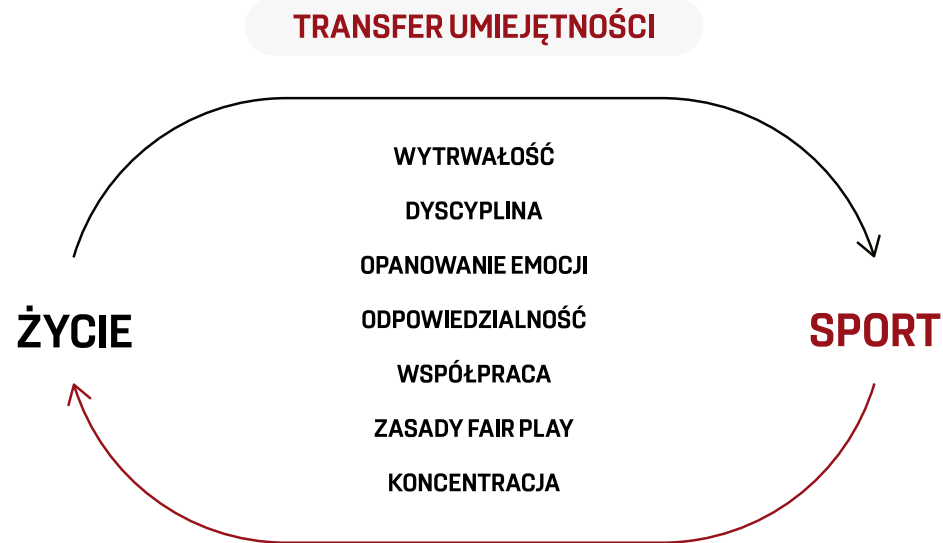 TRANSFER UMIEJĘTNOŚCI
WYTRWAŁOŚĆ
DYSCYPLINA
OPANOWANIE EMOCJI
ODPOWIEDZIALNOŚĆ
ŻYCIE
SPORT
WSPÓŁPRACA
ZASADY FAIR PLAY
KONCENTRACJA